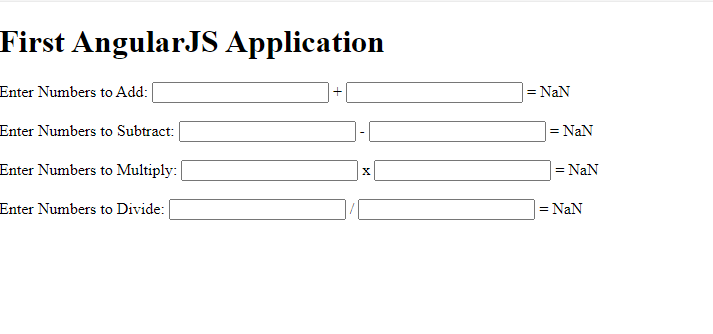 First AngularJS Application
Enter Numbers to Add: + = NaN
Enter Numbers to Subtract: - = NaN
Enter Numbers to Multiply: x = NaN
Enter Numbers to Divide: / = NaN